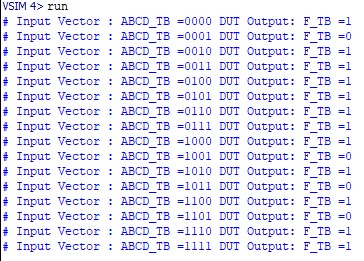 VSIM 4> run
# Input Vector : ABCD_TB =0000 DUT Output: F_TB =1
# Input Vector : ABCD_TB =0001 DUT Output: F_TB =0
# Input Vector : ABCD_TB =0010 DUT Output: F_TB =1
# Input Vector : ABCD_TB =0011 DUT Output: F_TB =1
# Input Vector : ABCD_TB =0100 DUT Output: F_TB =1
# Input Vector : ABCD_TB =0101 DUT Output: F_TB =1
# Input Vector : ABCD_TB =0110 DUT Output: F_TB =1
# Input Vector : ABCD_TB =0111 DUT Output: F_TB =1
# Input Vector : ABCD_TB =1000 DUT Output: F_TB =1
# Input Vector : ABCD_TB =1001 DUT Output: F_TB =0
# Input Vector : ABCD_TB =1010 DUT Output: F_TB =1
# Input Vector : ABCD_TB =1011 DUT Output: F_TB =0
# Input Vector : ABCD_TB =1100 DUT Output: F_TB =1
# Input Vector : ABCD_TB =1101 DUT Output: F_TB =0
# Input Vector : ABCD_TB =1110 DUT Output: F_TB =1
# Input Vector : ABCD_TB =1111 DUT Output: F_TB =1